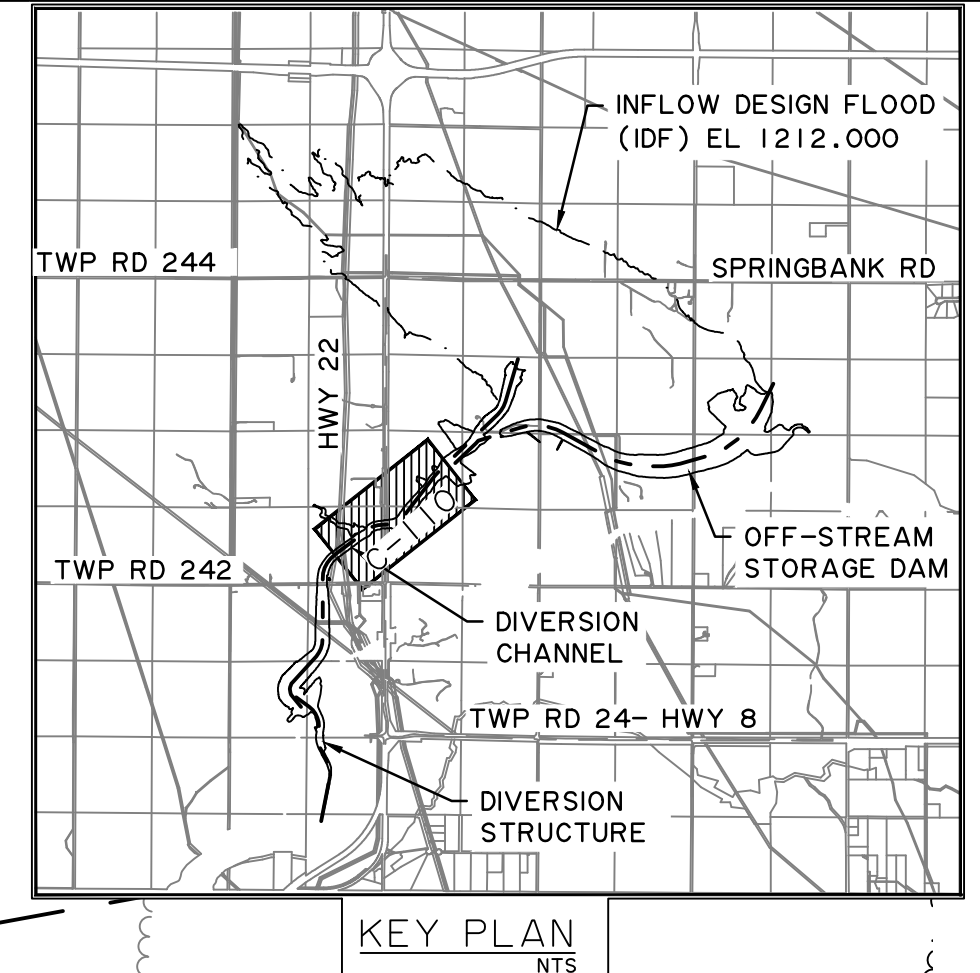 INFLOW DESIGN FLOOD
(IDF) EL 1212.000
TWP RD 244
SPRINGBANK RD
HWY 22
C-110
OFF-STREAM
STORAGE DAM
TWP RD 242
DIVERSION
CHANNEL
TWP RD 24- HWY 8
DIVERSION
STRUCTURE
KEY PLAN
NTS